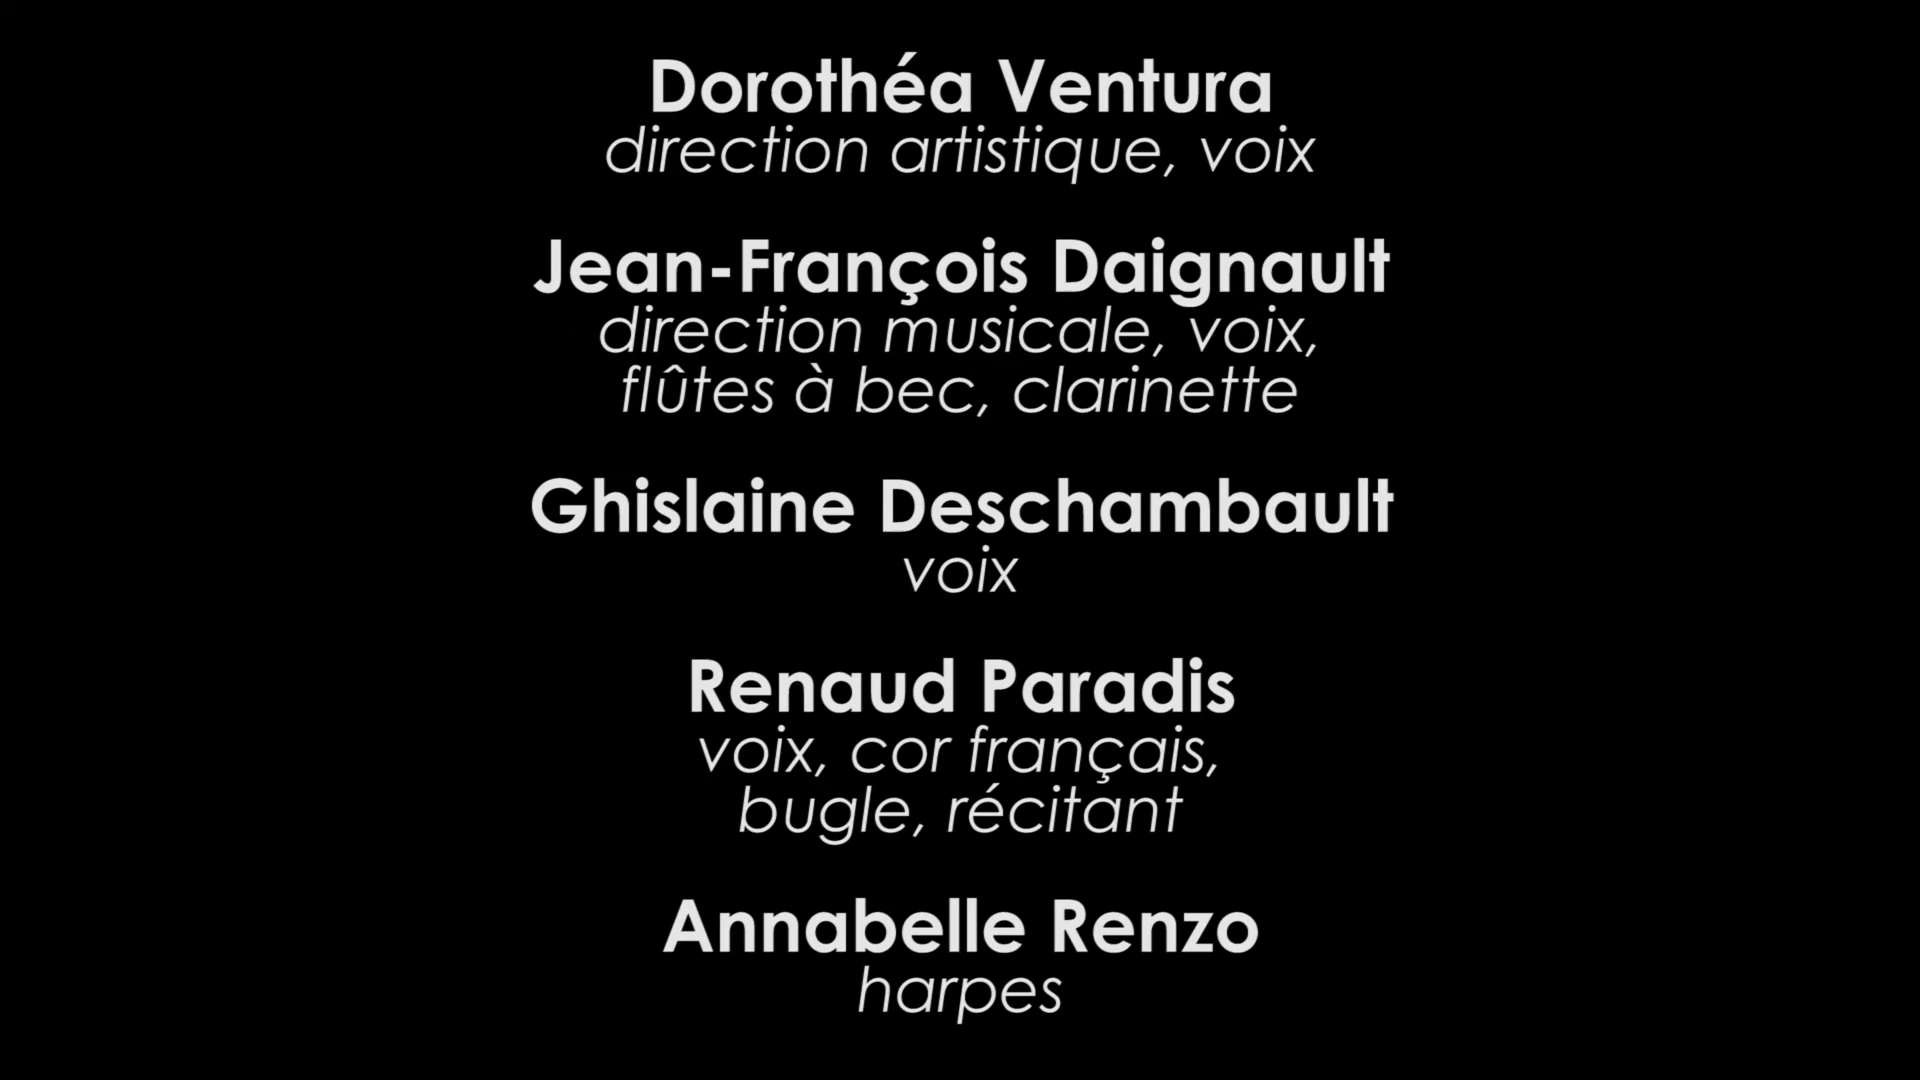 Dorothéa Ventura
direction artistique, voix
Jean-François Daignault
direction musicale, voix,
flûtes à bec, clarinette
Ghislaine Deschambault
voix
Renaud Paradis
voix, cor français,
bugle, récitant
Annabelle Renzo
harpes